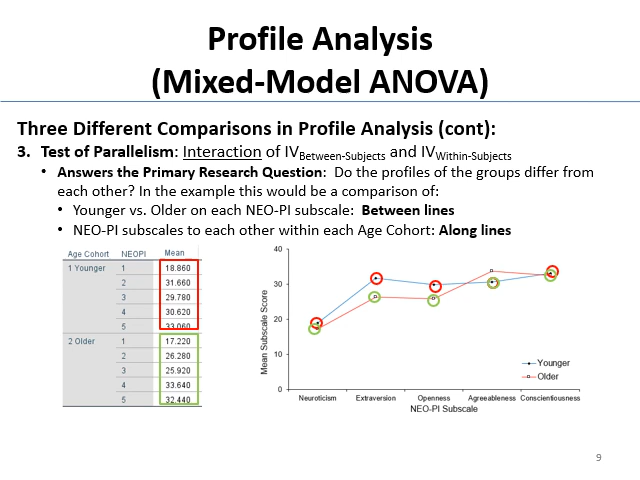 Profile Analysis
(Mixed-Model ANOVA)
Three Different Comparisons in Profile Analysis (cont):
3. Test of Parallelism: Interaction of IVBetween-Subjects and IVWithin-Subjects
• Answers the Primary Research Question: Do the profiles of the groups differ from
each other? In the example this would be a comparison of:
• Younger vs. Older on each NEO-PI subscale: Between lines
• NEO-PI subscales to each other within each Age Cohort: Along lines
Age Cohort NEOPI Mean
1 Younger 1 18.860
2 31.660
3 29.780
4 30.620
5 33.060
2 Older 1 17.220
2 26.280
3 25.920
4 33.640
5 32.440
Mean Subscale Score
40
30
20
10
0
Younger
Older
Neuroticism Extraversion Openness Agreeableness Conscientiousness
NEO-PI Subscale
9